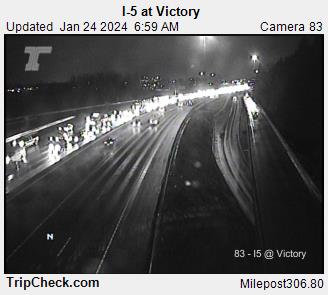 I-5 at Victory
Updated Jan 24 2024 6:59 AM Camera 83
T
N
83 - I5 @ Victory
TripCheck.com Milepost306.80